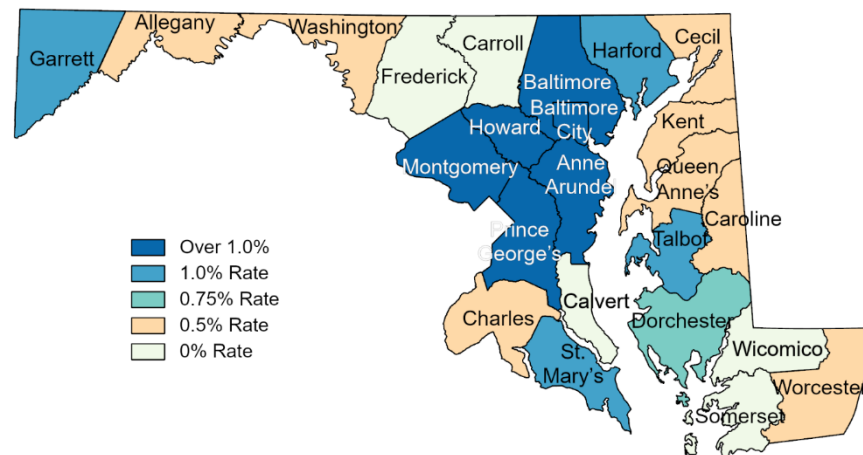 Garrett
Allegany
Washington
Frederick
Carroll
Baltimore
Baltimore
City
Harford
Cecil
Kent
Queen
Anne's
Caroline
Talbot
Howard
Montgomery
Anne
Arundel
Prince
George's
Calvert
Charles
St.
Mary's
Dorchester
Wicomico
Worcester
Somerset
Over 1.0%
1.0% Rate
0.75% Rate
0.5% Rate
0% Rate